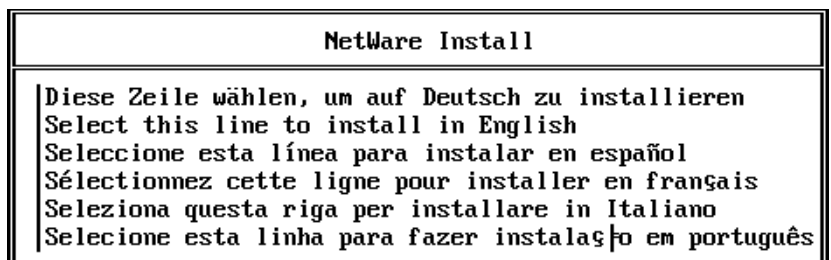 NetWare Install
Diese Zeile wählen, um auf Deutsch zu installieren
Select this line to install in English
Seleccione esta línea para instalar en español
Sélectionnez cette ligne pour installer en français
Seleziona questa riga per installare in Italiano
Selecione esta linha para fazer instalaç├o em português